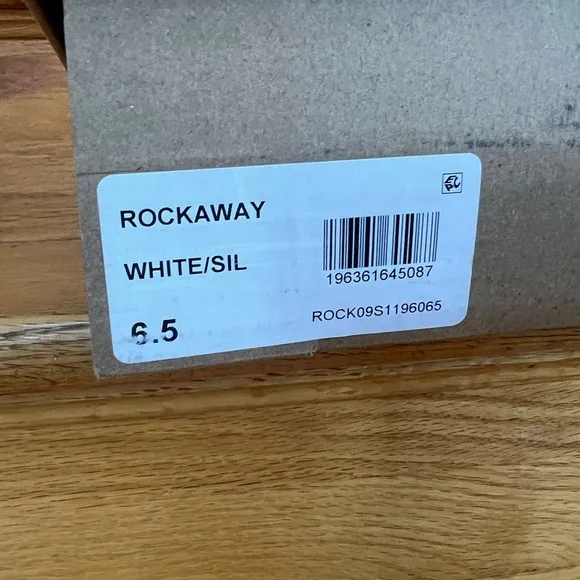 ROCKAWAY
WHITE/SIL
196361645087
6.5
ROCK09S1196065